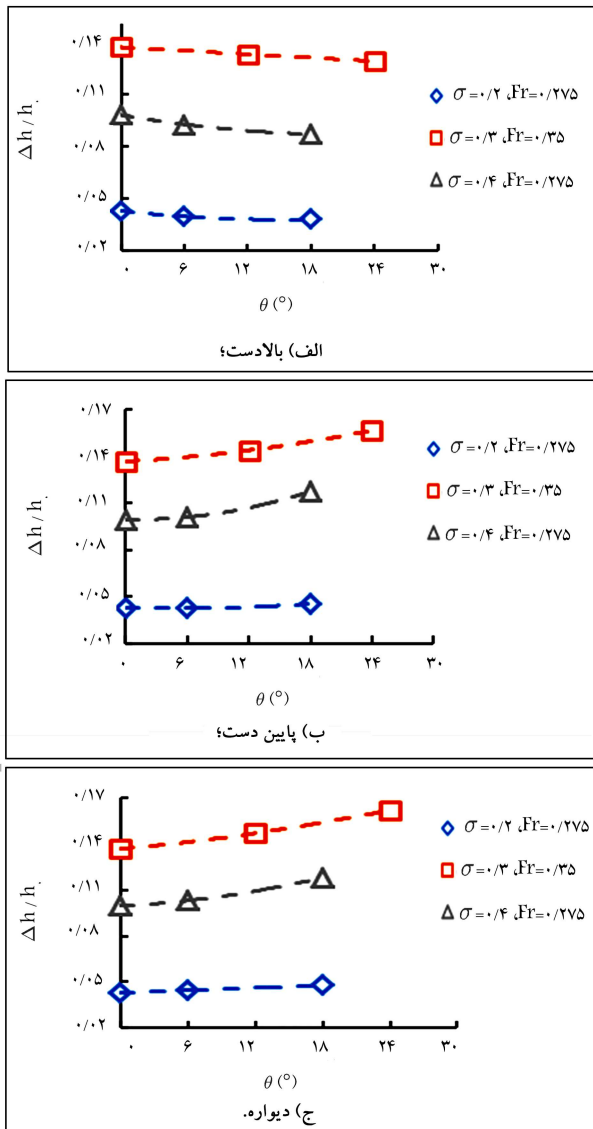 ۰/۱۴
۰/۱۱
۰/۰۸
۰/۰۵
۰/۰۲
Δh/h.
۰ ۶ ۱۲ ۱۸ ۲۴ ۳۰
θ (°)
σ=۰/۲ ،Fr=۰/۲۷۵
σ=۰/۳ ،Fr=۰/۳۵
σ=۰/۴ ،Fr=۰/۲۷۵
الف) بالادست؛
۰/۱۷
۰/۱۴
۰/۱۱
۰/۰۸
۰/۰۵
۰/۰۲
Δh/h.
۰ ۶ ۱۲ ۱۸ ۲۴ ۳۰
θ (°)
σ=۰/۲ ،Fr=۰/۲۷۵
σ=۰/۳ ،Fr=۰/۳۵
σ=۰/۴ ،Fr=۰/۲۷۵
ب) پایین دست؛
۰/۱۷
۰/۱۴
۰/۱۱
۰/۰۸
۰/۰۵
۰/۰۲
Δh/h.
۰ ۶ ۱۲ ۱۸ ۲۴ ۳۰
θ (°)
σ=۰/۲ ،Fr=۰/۲۷۵
σ=۰/۳ ،Fr=۰/۳۵
σ=۰/۴ ،Fr=۰/۲۷۵
ج) دیواره.